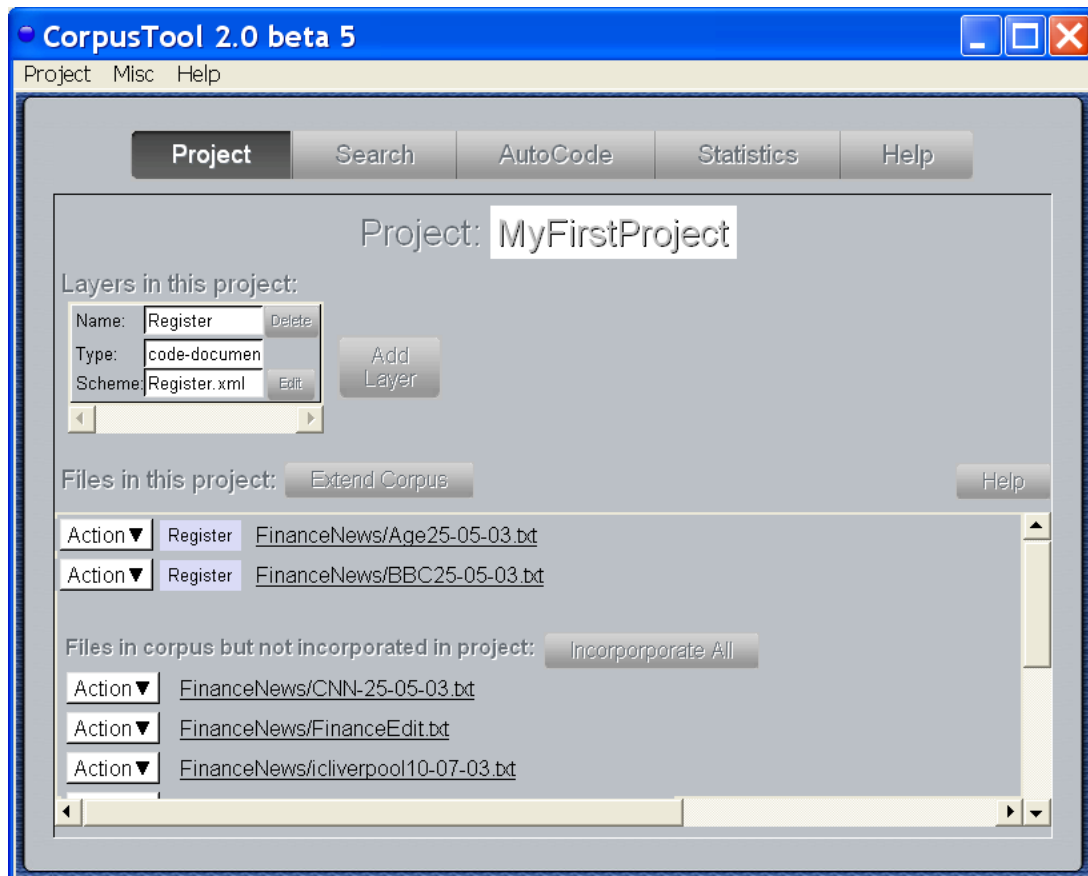 CorpusTool 2.0 beta 5
Project Misc Help
Project Search AutoCode Statistics Help
Project: MyFirstProject
Layers in this project:
Name: Register Delete
Type: code-documen
Scheme: Register.xml Edit
Add
Layer
Files in this project: Extend Corpus Help
Action▼ Register FinanceNews/Age25-05-03.txt
Action▼ Register FinanceNews/BBC25-05-03.txt
Files in corpus but not incorporated in project: Incorporporate All
Action▼ FinanceNews/CNN-25-05-03.txt
Action▼ FinanceNews/FinanceEdit.txt
Action▼ FinanceNews/icliverpool10-07-03.txt